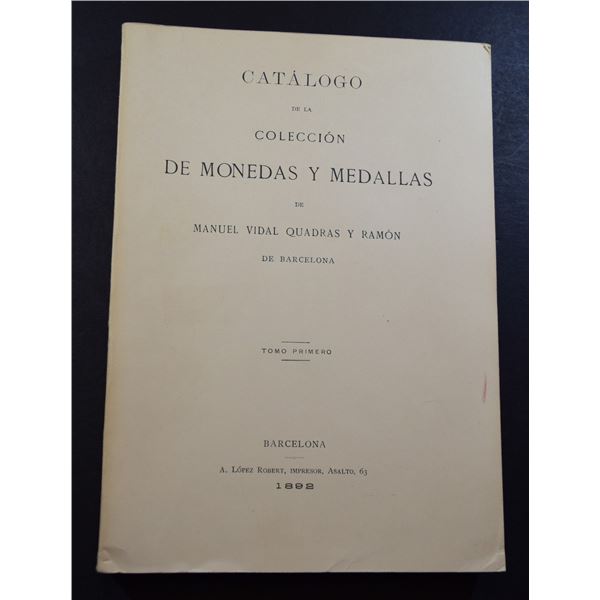 CATÁLOGO
DE LA
COLECCIÓN
DE MONEDAS Y MEDALLAS
DE
MANUEL VIDAL QUADRAS Y RAMÓN
DE BARCELONA
TOMO PRIMERO
BARCELONA
A. LÓPEZ ROBERT, IMPRESOR, ASALTO, 63
1892